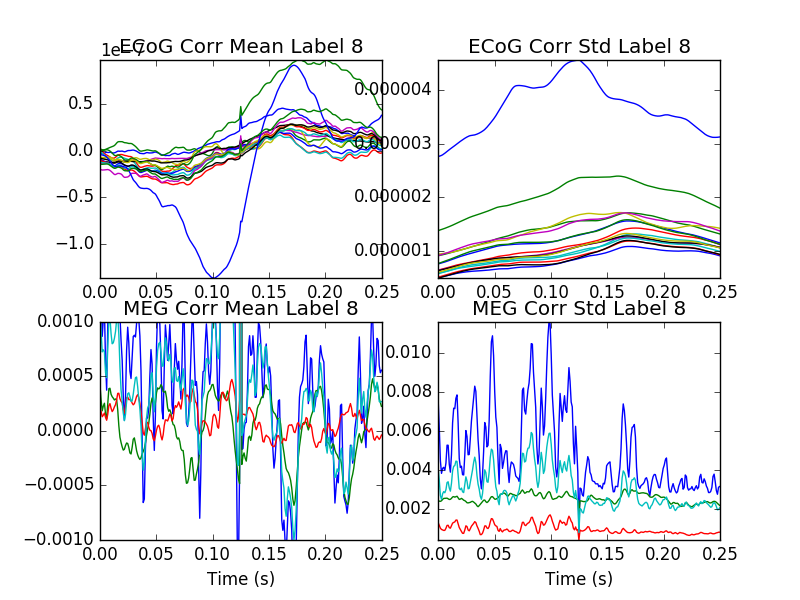 1e−7
ECoG Corr Mean Label 8
ECoG Corr Std Label 8
0.5
0.0
−0.5
−1.0
0.000004
0.000003
0.000002
0.000001
0.00 0.05 0.10 0.15 0.20 0.25
0.00 0.05 0.10 0.15 0.20 0.25
MEG Corr Mean Label 8
MEG Corr Std Label 8
0.0010
0.0005
0.0000
−0.0005
−0.0010
0.010
0.008
0.006
0.004
0.002
0.00 0.05 0.10 0.15 0.20 0.25
0.00 0.05 0.10 0.15 0.20 0.25
Time (s)
Time (s)